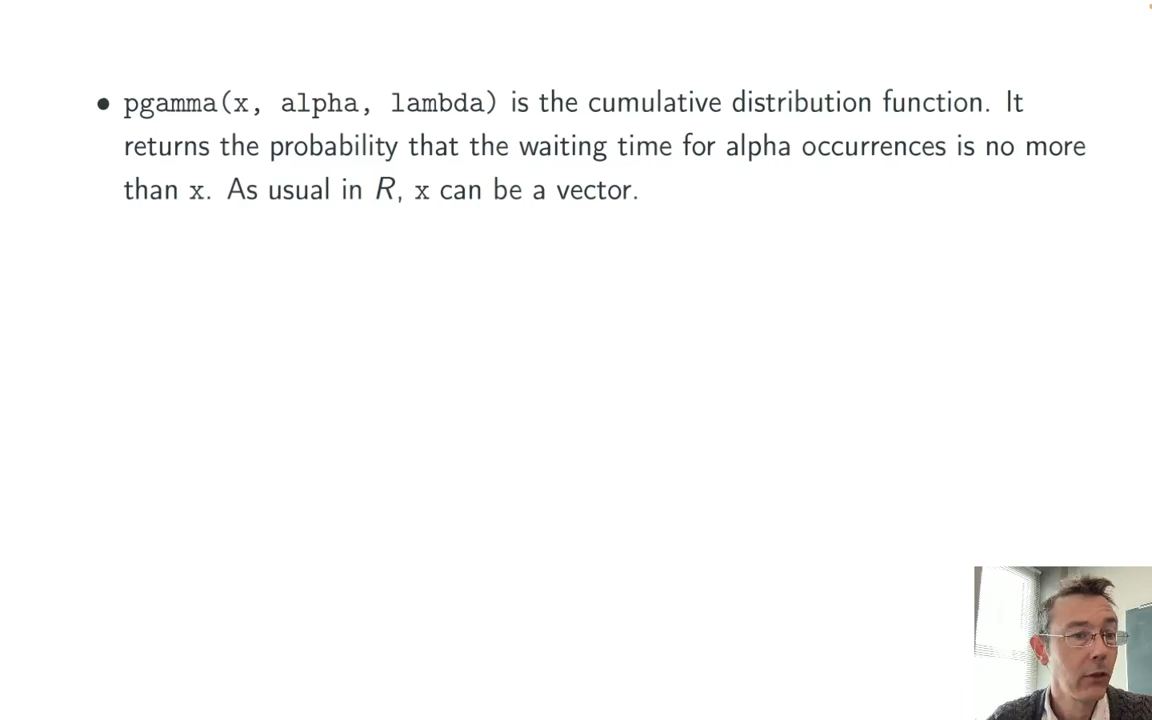 • pgamma(x, alpha, lambda) is the cumulative distribution function. It
returns the probability that the waiting time for alpha occurrences is no more
than x. As usual in R, x can be a vector.